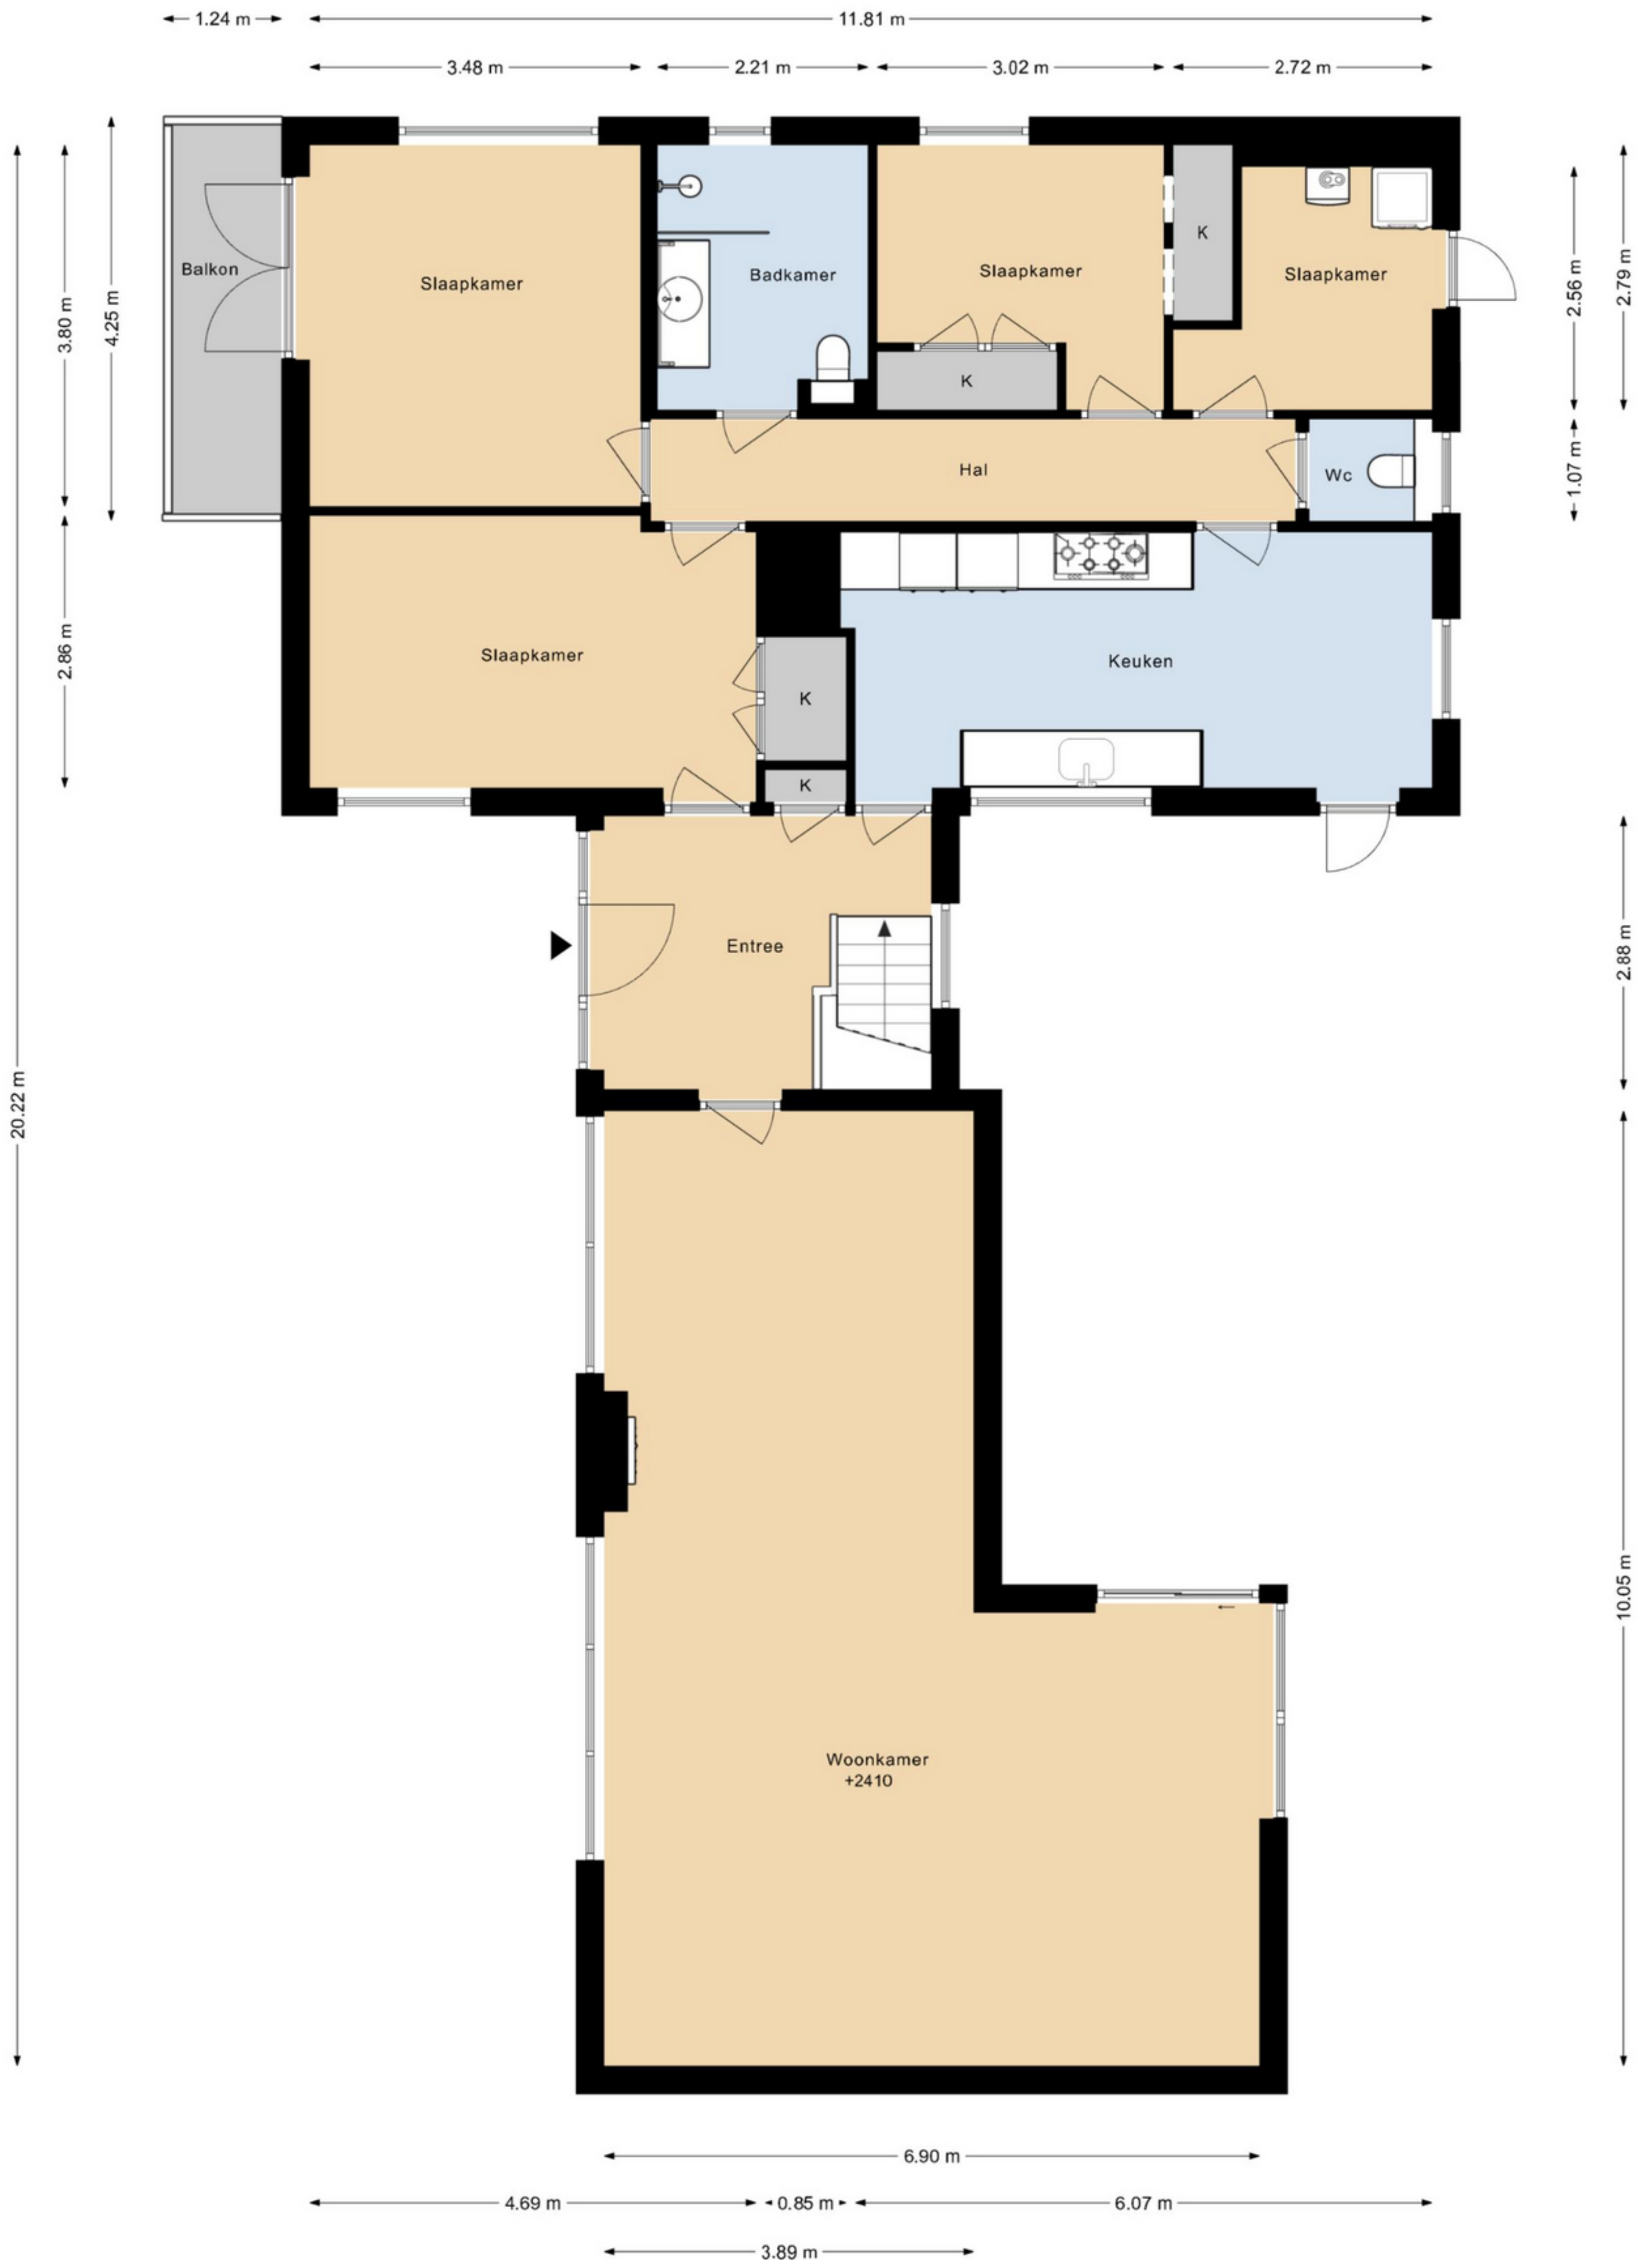 1.24 m
11.81 m
3.48 m
2.21 m
3.02 m
2.72 m
20.22 m
3.80 m
4.25 m
2.86 m
Balkon
Slaapkamer
Badkamer
Slaapkamer
K
K
Slaapkamer
2.56 m
2.79 m
1.07 m
Hal
Wc
Slaapkamer
K
K
Keuken
Entree
2.88 m
10.05 m
Woonkamer
+2410
6.90 m
4.69 m
0.85 m
6.07 m
3.89 m